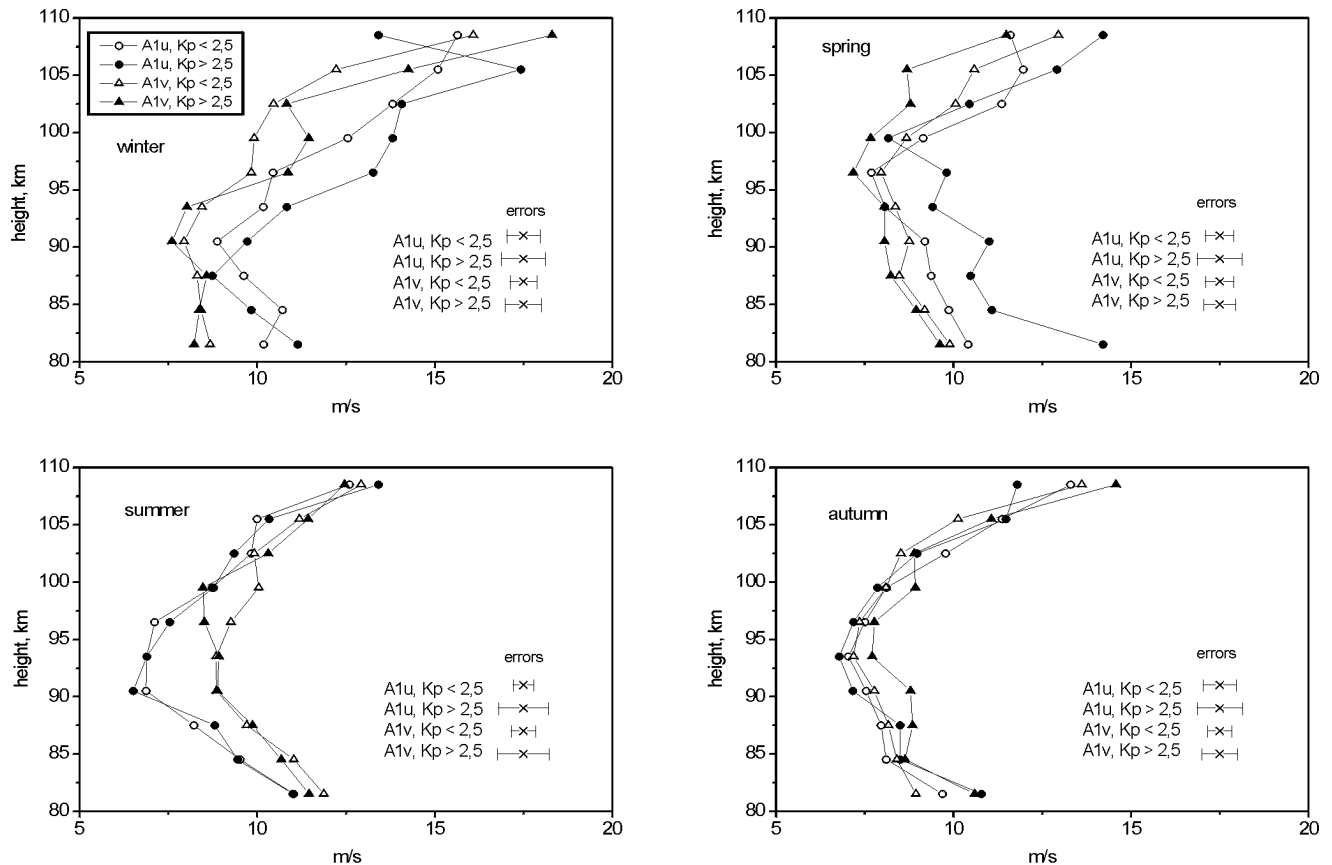 110
105
100
95
90
85
80
height, km
A1u, Kp < 2,5
A1u, Kp > 2,5
A1v, Kp < 2,5
A1v, Kp > 2,5
winter
errors
A1u, Kp < 2,5
A1u, Kp > 2,5
A1v, Kp < 2,5
A1v, Kp > 2,5
5 10 15 20
m/s
110
105
100
95
90
85
80
height, km
spring
errors
A1u, Kp < 2,5
A1u, Kp > 2,5
A1v, Kp < 2,5
A1v, Kp > 2,5
5 10 15 20
m/s
110
105
100
95
90
85
80
height, km
summer
errors
A1u, Kp < 2,5
A1u, Kp > 2,5
A1v, Kp < 2,5
A1v, Kp > 2,5
5 10 15 20
m/s
110
105
100
95
90
85
80
height, km
autumn
errors
A1u, Kp < 2,5
A1u, Kp > 2,5
A1v, Kp < 2,5
A1v, Kp > 2,5
5 10 15 20
m/s